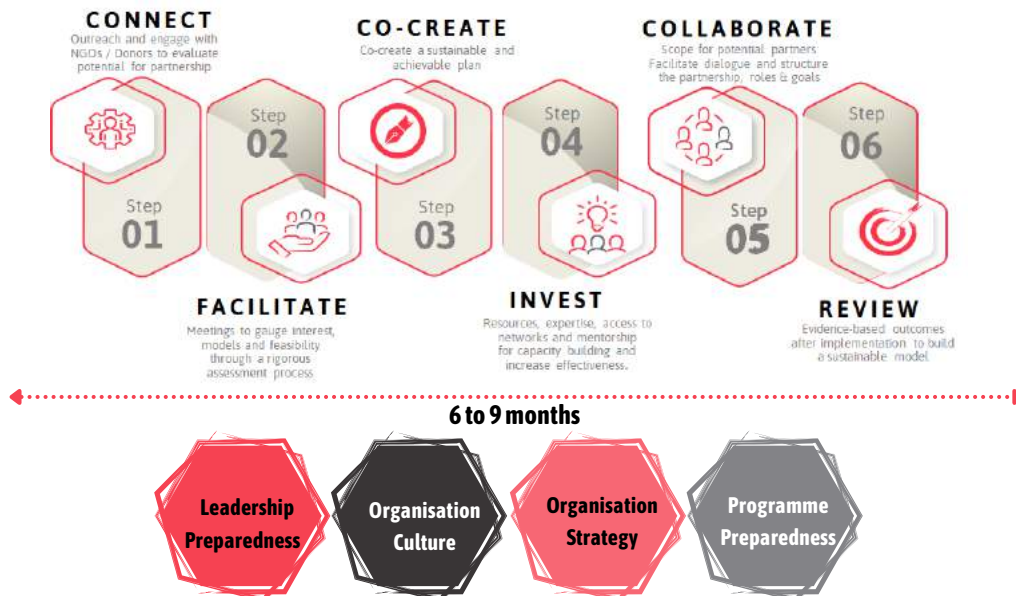 CONNECT
Outreach and engage with
NGOs / Donors to evaluate
potential for partnership
Step
01
Step
02
FACILITATE
Meetings to gauge interest,
models and feasibility
through a rigorous
assessment process
CO-CREATE
Co-create a sustainable and
achievable plan
Step
03
Step
04
INVEST
Resources, expertise, access to
networks and mentorship
for capacity building and
increase effectiveness.
COLLABORATE
Scope for potential partners
Facilitate dialogue and structure
the partnership, roles & goals
Step
05
Step
06
REVIEW
Evidence-based outcomes
after implementation to build
a sustainable model
6 to 9 months
Leadership
Preparedness
Organisation
Culture
Organisation
Strategy
Programme
Preparedness